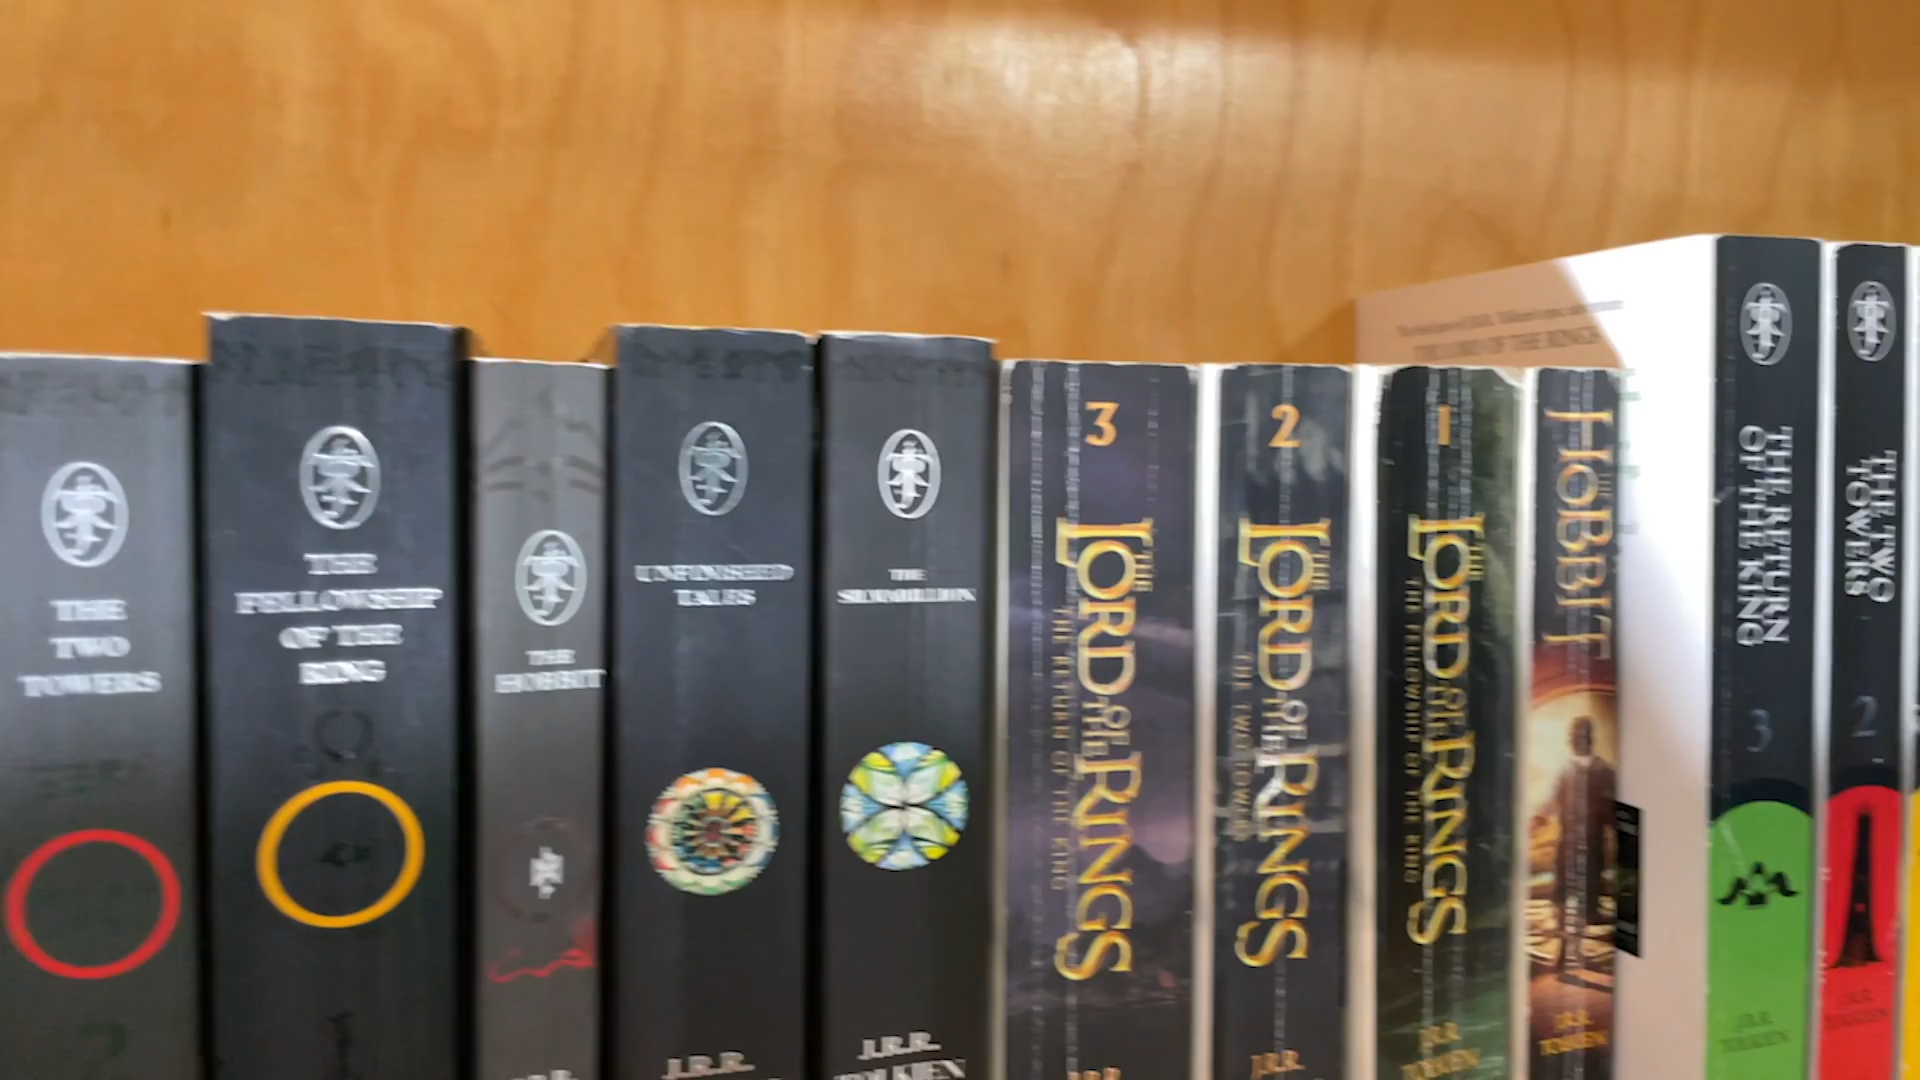 THE
TWO
TOWERS
THE
FELLOWSHIP
OF THE
RING
THE
HOBBIT
UNFINISHED
TALES
J.R.R.
THE
SILMARILLION
J.R.R.
TOLKIEN
3
THE
LORD OF THE RINGS
THE RETURN OF THE KING
J.R.R.
2
THE
LORD OF THE RINGS
THE TWO TOWERS
J.R.R.
1
THE
LORD OF THE RINGS
THE FELLOWSHIP OF THE RING
J.R.R.
TOLKIEN
THE
HOBBIT
J.R.R.
TOLKIEN
THE LORD OF THE RINGS
THE RETURN
OF THE KING
3
J.R.R.
TOLKIEN
THE TWO
TOWERS
2
J.R.R.
TOLKIEN